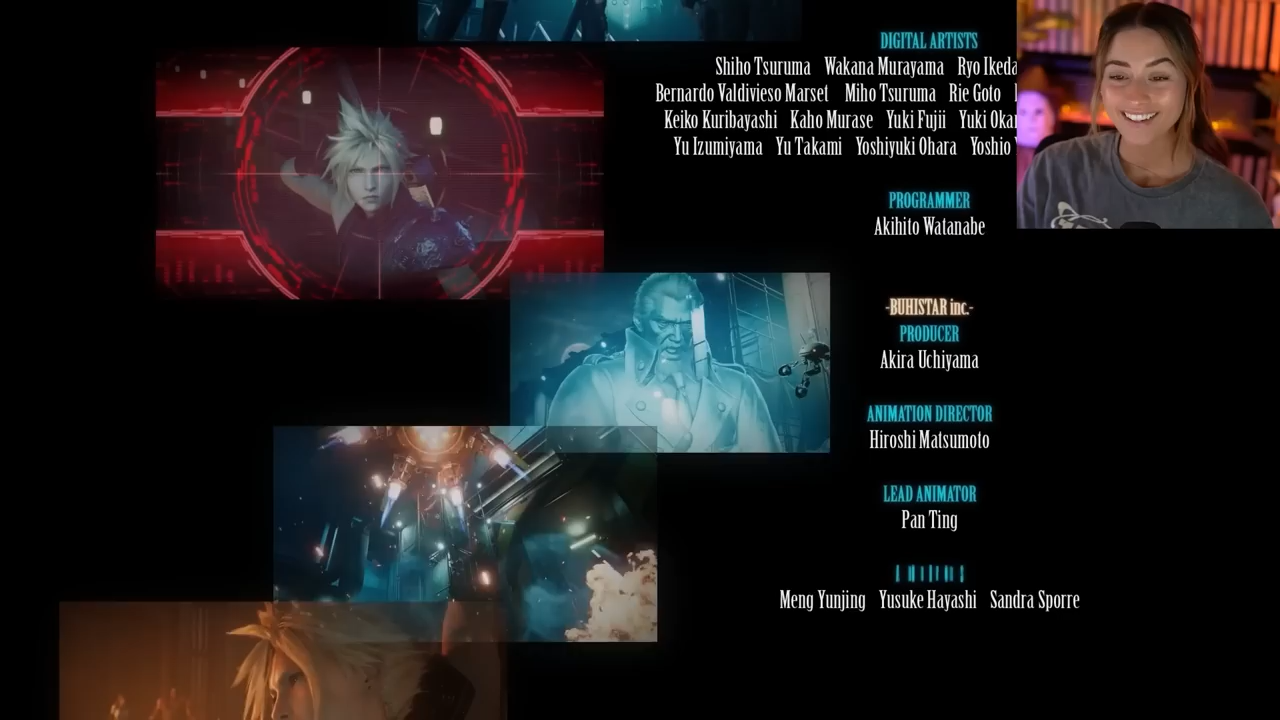 DIGITAL ARTISTS
Shiho Tsuruma Wakana Murayama Ryo Ikeda
Bernardo Valdivieso Marset Miho Tsuruma Rie Goto
Keiko Kuribayashi Kaho Murase Yuki Fujii Yuki
Yu Izumiyama Yu Takami Yoshiyuki Ohara Yoshio
PROGRAMMER
Akihito Watanabe
-BUHISTAR inc.-
PRODUCER
Akira Uchiyama
ANIMATION DIRECTOR
Hiroshi Matsumoto
LEAD ANIMATOR
Pan Ting
Meng Yunjing Yusuke Hayashi Sandra Sporre